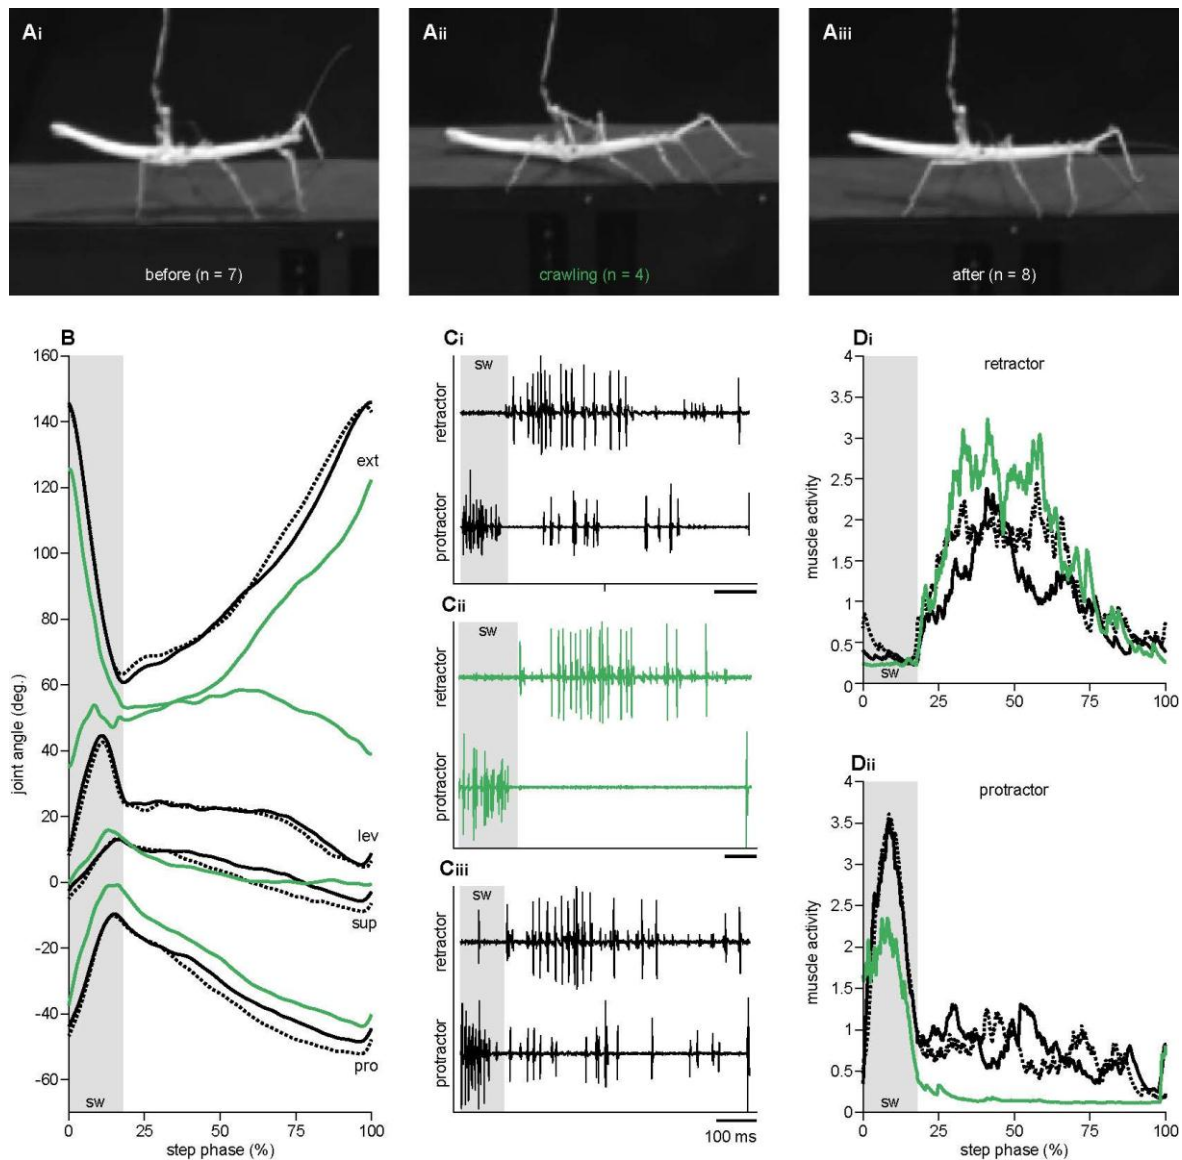 Ai
before (n = 7)
Aii
crawling (n = 4)
Aiii
after (n = 8)
B
160
140
120
100
80
60
40
20
0
-20
-40
-60
joint angle (deg.)
ext
lev
sup
pro
sw
0 25 50 75 100
step phase (%)
Ci
sw
retractor
protractor
Cii
sw
retractor
protractor
Ciii
sw
retractor
protractor
100 ms
Di
retractor
4
3.5
3
2.5
2
1.5
1
0.5
0
muscle activity
sw
0 25 50 75 100
Dii
protractor
4
3.5
3
2.5
2
1.5
1
0.5
0
muscle activity
sw
0 25 50 75 100
step phase (%)